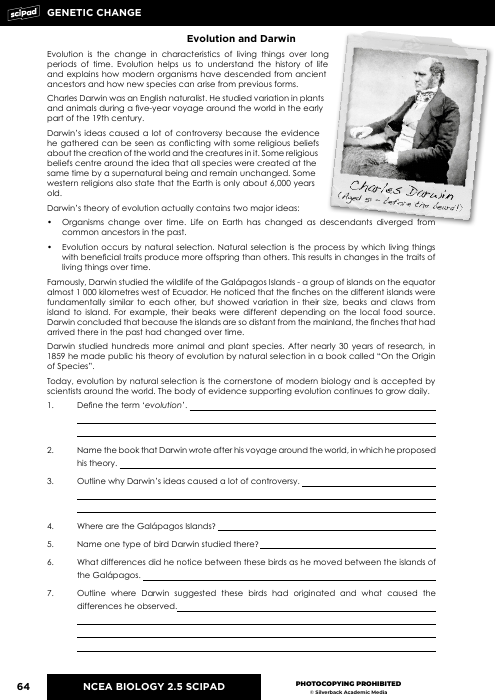 scipad GENETIC CHANGE
Evolution and Darwin
Evolution is the change in characteristics of living things over long
periods of time. Evolution helps us to understand the history of life
and explains how modern organisms have descended from ancient
ancestors and how new species can arise from previous forms.
Charles Darwin was an English naturalist. He studied variation in plants
and animals during a five-year voyage around the world in the early
part of the 19th century.
Darwin's ideas caused a lot of controversy because the evidence
he gathered can be seen as conflicting with some religious beliefs
about the creation of the world and the creatures in it. Some religious
beliefs centre around the idea that all species were created at the
same time by a supernatural being and remain unchanged. Some
western religions also state that the Earth is only about 6,000 years
old.
Charles Darwin
(Aged 51 - before the beard!)
Darwin's theory of evolution actually contains two major ideas:
• Organisms change over time. Life on Earth has changed as descendants diverged from
common ancestors in the past.
• Evolution occurs by natural selection. Natural selection is the process by which living things
with beneficial traits produce more offspring than others. This results in changes in the traits of
living things over time.
Famously, Darwin studied the wildlife of the Galápagos Islands - a group of islands on the equator
almost 1 000 kilometres west of Ecuador. He noticed that the finches on the different islands were
fundamentally similar to each other, but showed variation in their size, beaks and claws from
island to island. For example, their beaks were different depending on the local food source.
Darwin concluded that because the islands are so distant from the mainland, the finches that had
arrived there in the past had changed over time.
Darwin studied hundreds more animal and plant species. After nearly 30 years of research, in
1859 he made public his theory of evolution by natural selection in a book called "On the Origin
of Species".
Today, evolution by natural selection is the cornerstone of modern biology and is accepted by
scientists around the world. The body of evidence supporting evolution continues to grow daily.
1. Define the term 'evolution'.
2. Name the book that Darwin wrote after his voyage around the world, in which he proposed
his theory.
3. Outline why Darwin's ideas caused a lot of controversy.
4. Where are the Galápagos Islands?
5. Name one type of bird Darwin studied there?
6. What differences did he notice between these birds as he moved between the islands of
the Galápagos.
7. Outline where Darwin suggested these birds had originated and what caused the
differences he observed.
64 NCEA BIOLOGY 2.5 SCIPAD PHOTOCOPYING PROHIBITED
© Silverback Academic Media